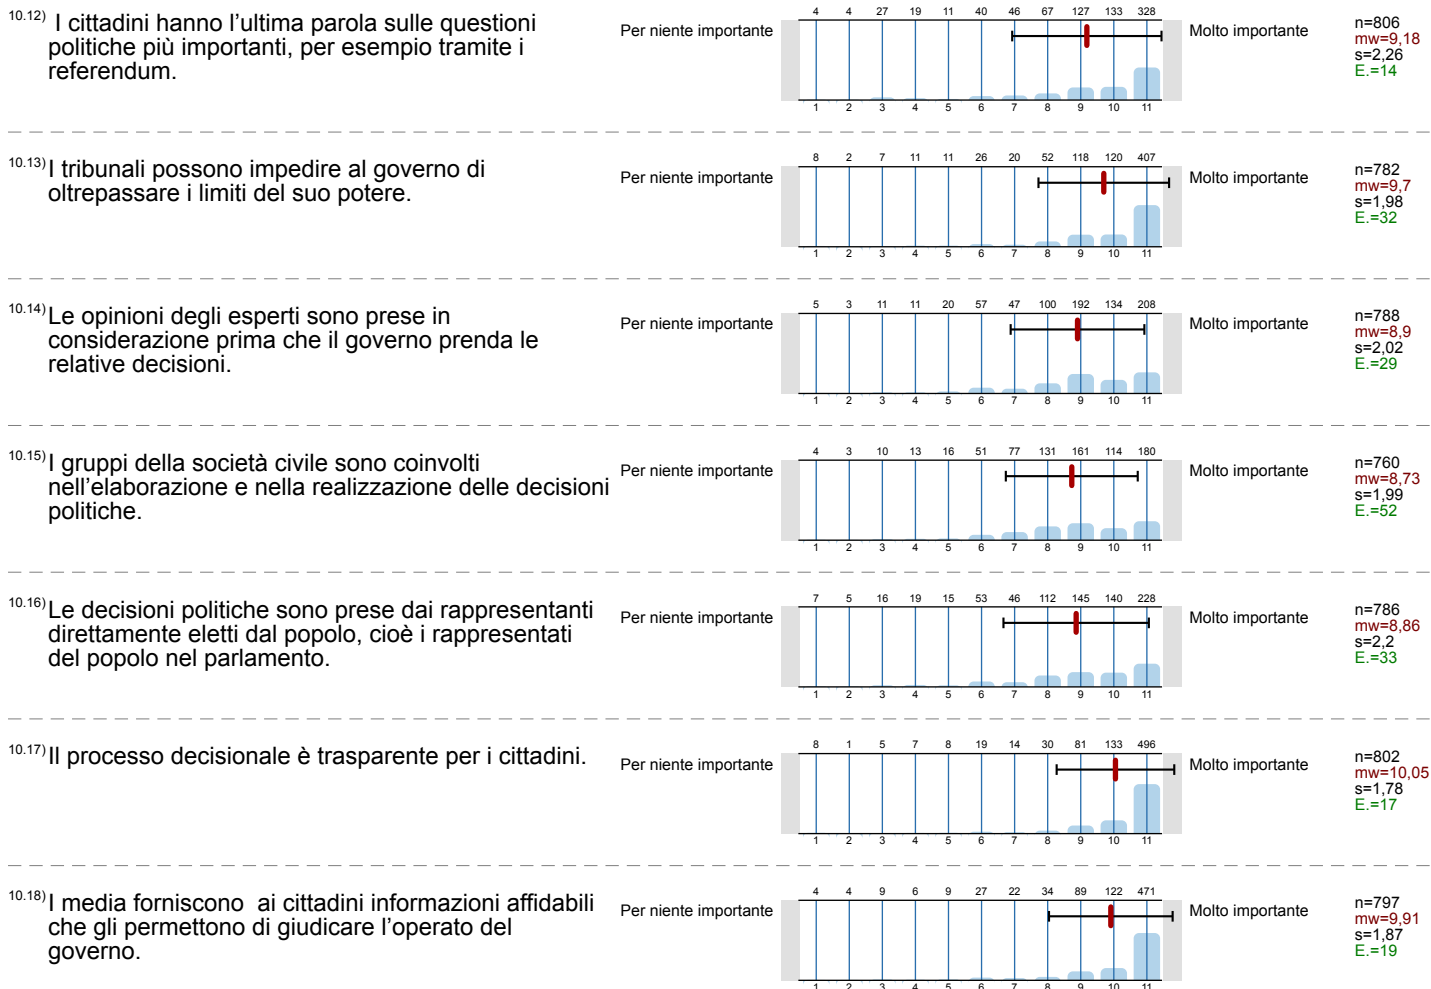 10.12) I cittadini hanno l'ultima parola sulle questioni
politiche più importanti, per esempio tramite i
referendum.
Per niente importante
4 4 27 19 11 40 46 67 127 133 328
1 2 3 4 5 6 7 8 9 10 11
Molto importante
n=806
mw=9,18
s=2,26
E.=14
10.13) I tribunali possono impedire al governo di
oltrepassare i limiti del suo potere.
Per niente importante
8 2 7 11 11 26 20 52 118 120 407
1 2 3 4 5 6 7 8 9 10 11
Molto importante
n=782
mw=9,7
s=1,98
E.=32
10.14) Le opinioni degli esperti sono prese in
considerazione prima che il governo prenda le
relative decisioni.
Per niente importante
5 3 11 11 20 57 47 100 192 134 208
1 2 3 4 5 6 7 8 9 10 11
Molto importante
n=788
mw=8,9
s=2,02
E.=29
10.15) I gruppi della società civile sono coinvolti
nell'elaborazione e nella realizzazione delle decisioni
politiche.
Per niente importante
4 3 10 13 16 51 77 131 161 114 180
1 2 3 4 5 6 7 8 9 10 11
Molto importante
n=760
mw=8,73
s=1,99
E.=52
10.16) Le decisioni politiche sono prese dai rappresentanti
direttamente eletti dal popolo, cioè i rappresentati
del popolo nel parlamento.
Per niente importante
7 5 16 19 15 53 46 112 145 140 228
1 2 3 4 5 6 7 8 9 10 11
Molto importante
n=786
mw=8,86
s=2,2
E.=33
10.17) Il processo decisionale è trasparente per i cittadini.
Per niente importante
8 1 5 7 8 19 14 30 81 133 496
1 2 3 4 5 6 7 8 9 10 11
Molto importante
n=802
mw=10,05
s=1,78
E.=17
10.18) I media forniscono  ai cittadini informazioni affidabili
che gli permettono di giudicare l'operato del
governo.
Per niente importante
4 4 9 6 9 27 22 34 89 122 471
1 2 3 4 5 6 7 8 9 10 11
Molto importante
n=797
mw=9,91
s=1,87
E.=19